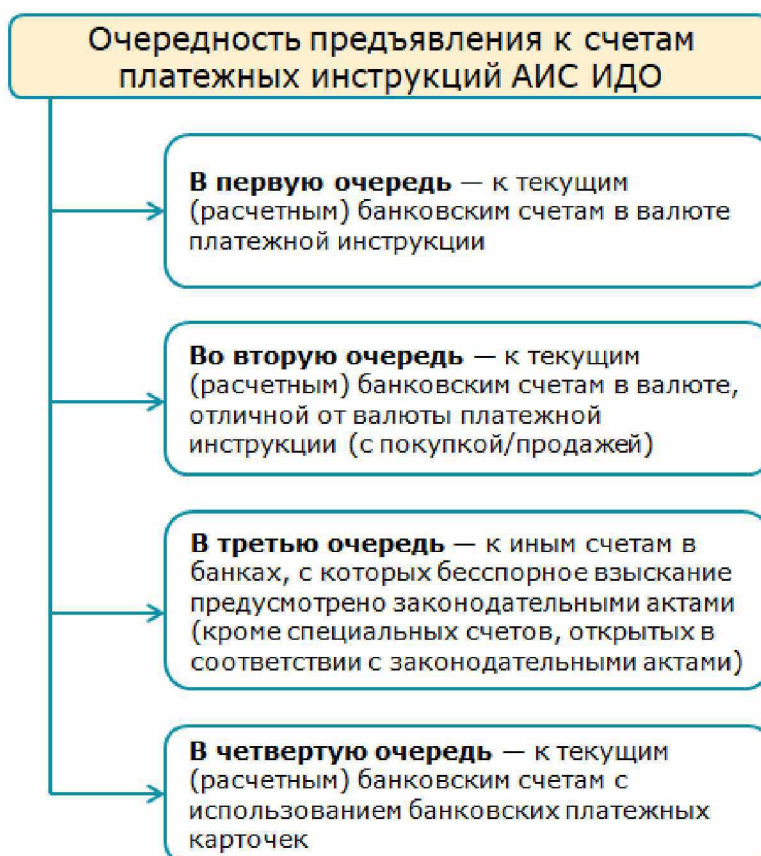 Очередность предъявления к счетам
платежных инструкций АИС ИДО
В первую очередь — к текущим
(расчетным) банковским счетам в валюте
платежной инструкции
Во вторую очередь — к текущим
(расчетным) банковским счетам в валюте,
отличной от валюты платежной
инструкции (с покупкой/продажей)
В третью очередь — к иным счетам в
банках, с которых бесспорное взыскание
предусмотрено законодательными актами
(кроме специальных счетов, открытых в
соответствии с законодательными актами)
В четвертую очередь — к текущим
(расчетным) банковским счетам с
использованием банковских платежных
карточек